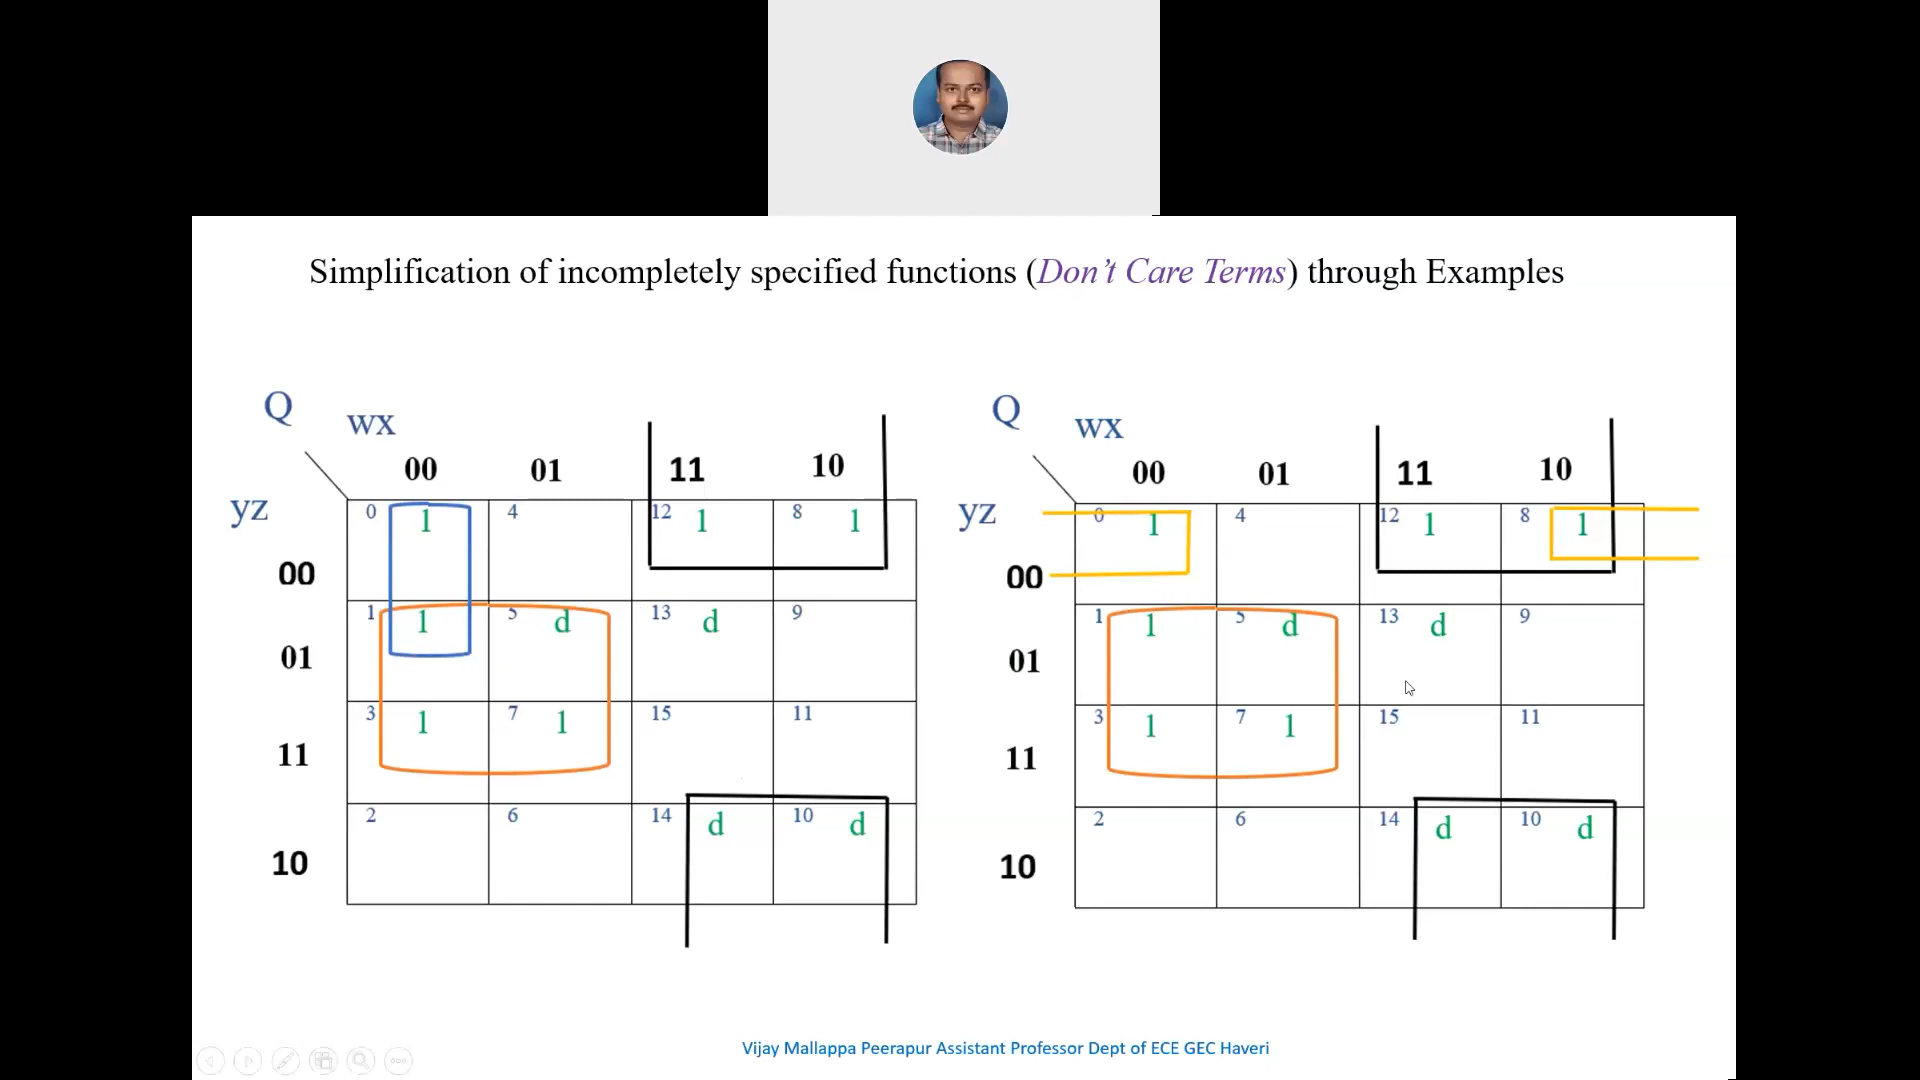 Simplification of incompletely specified functions (Don't Care Terms) through Examples
Q wx
00 01 11 10
yz
0 1 4 12 1 8 1
00
1 1 5 d 13 d 9
01
3 1 7 1 15 11
11
2 6 14 d 10 d
10
Q wx
00 01 11 10
yz
0 1 4 12 1 8 1
00
1 1 5 d 13 d 9
01
3 1 7 1 15 11
11
2 6 14 d 10 d
10
Vijay Mallappa Peerapur Assistant Professor Dept of ECE GEC Haveri